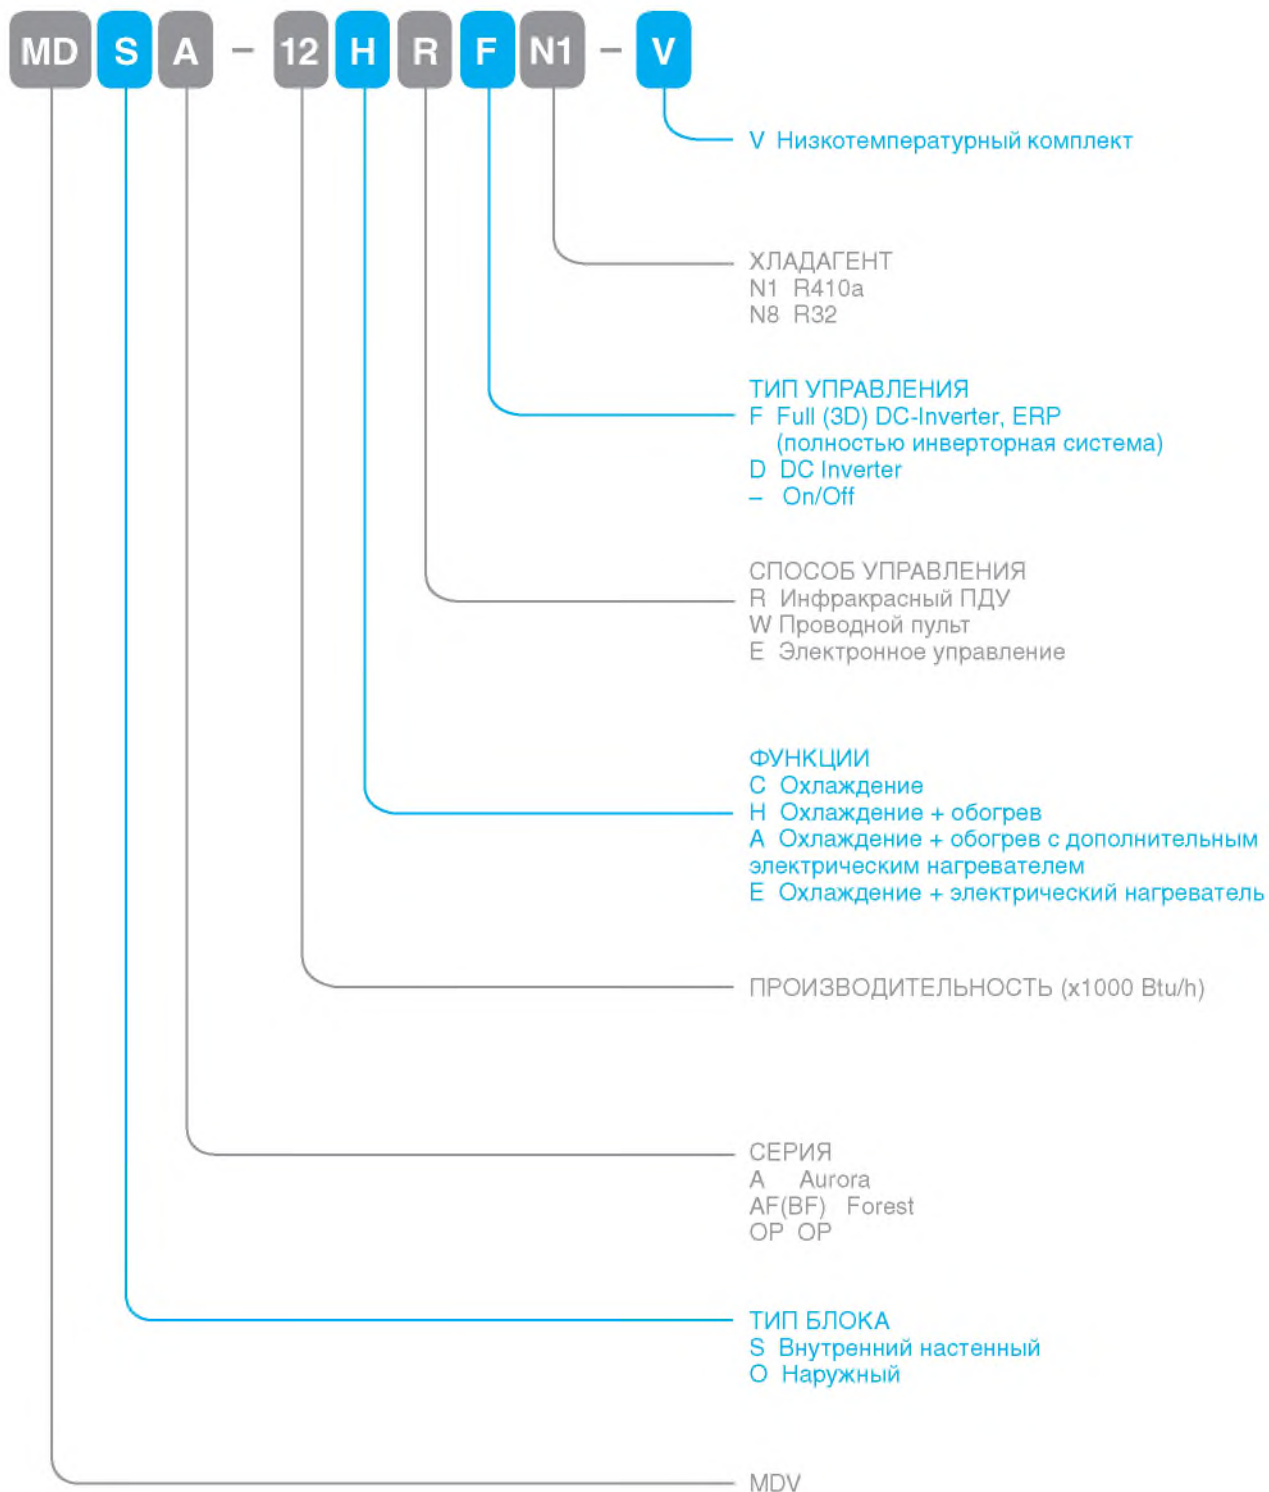 MD S A - 12 H R F N1 - V
V Низкотемпературный комплект
ХЛАДАГЕНТ
N1 R410a
N8 R32
ТИП УПРАВЛЕНИЯ
F Full (3D) DC-Inverter, ERP
(полностью инверторная система)
D DC Inverter
– On/Off
СПОСОБ УПРАВЛЕНИЯ
R Инфракрасный ПДУ
W Проводной пульт
E Электронное управление
ФУНКЦИИ
C Охлаждение
H Охлаждение + обогрев
A Охлаждение + обогрев с дополнительным
электрическим нагревателем
E Охлаждение + электрический нагреватель
ПРОИЗВОДИТЕЛЬНОСТЬ (x1000 Btu/h)
СЕРИЯ
A Aurora
AF(BF) Forest
OP OP
ТИП БЛОКА
S Внутренний настенный
O Наружный
MDV